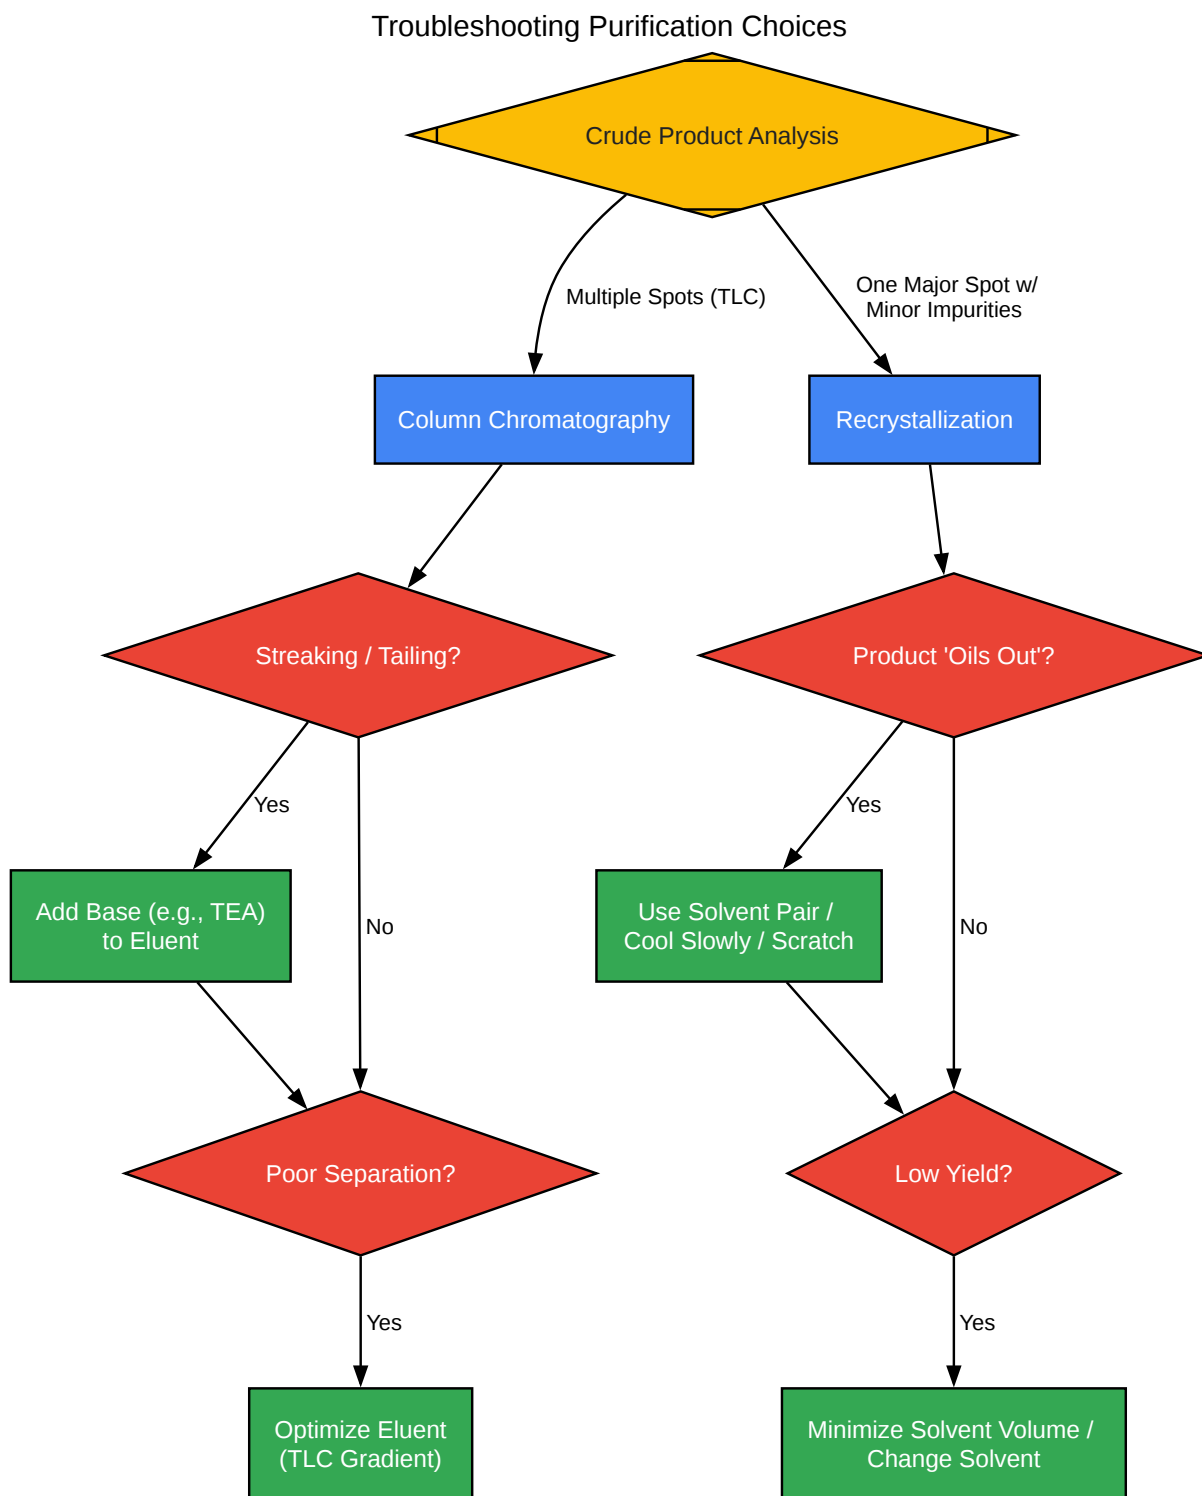 Troubleshooting Purification Choices
Crude Product Analysis
Multiple Spots (TLC)
One Major Spot w/
Minor Impurities
Column Chromatography
Recrystallization
Streaking / Tailing?
Product 'Oils Out'?
Yes
Yes
Add Base (e.g., TEA)
to Eluent
No
Use Solvent Pair /
Cool Slowly / Scratch
No
Poor Separation?
Low Yield?
Yes
Yes
Optimize Eluent
(TLC Gradient)
Minimize Solvent Volume /
Change Solvent